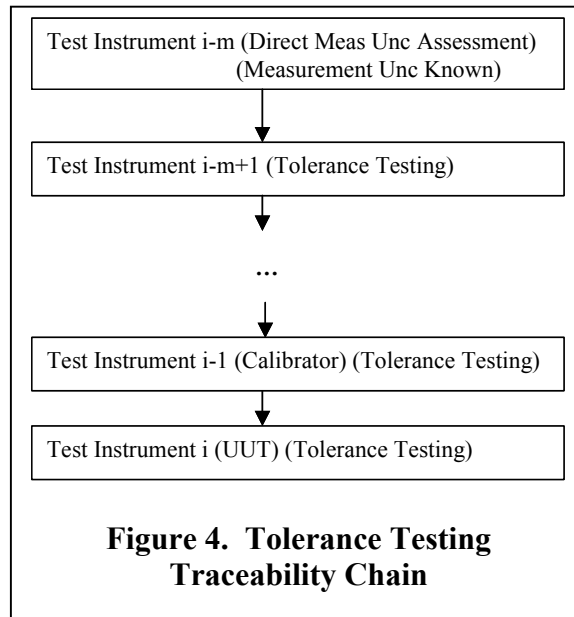 Test Instrument i-m (Direct Meas Unc Assessment)
(Measurement Unc Known)
Test Instrument i-m+1 (Tolerance Testing)
...
Test Instrument i-1 (Calibrator) (Tolerance Testing)
Test Instrument i (UUT) (Tolerance Testing)
Figure 4. Tolerance Testing
Traceability Chain